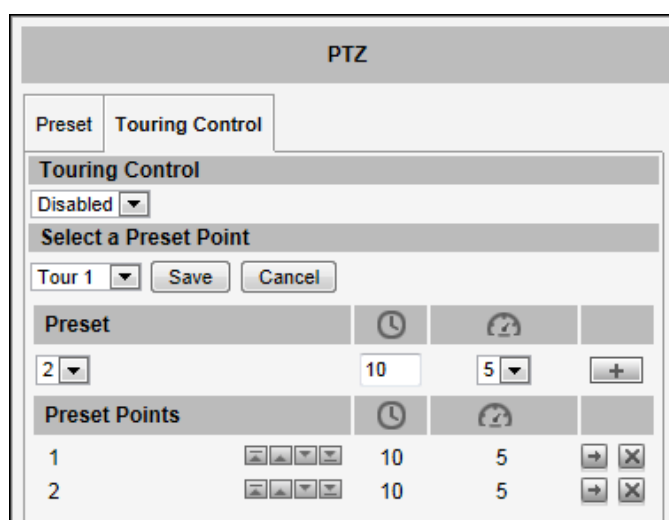 PTZ
Preset Touring Control
Touring Control
Disabled
Select a Preset Point
Tour 1 Save Cancel
Preset
2 10 5 +
Preset Points
1 10 5
2 10 5